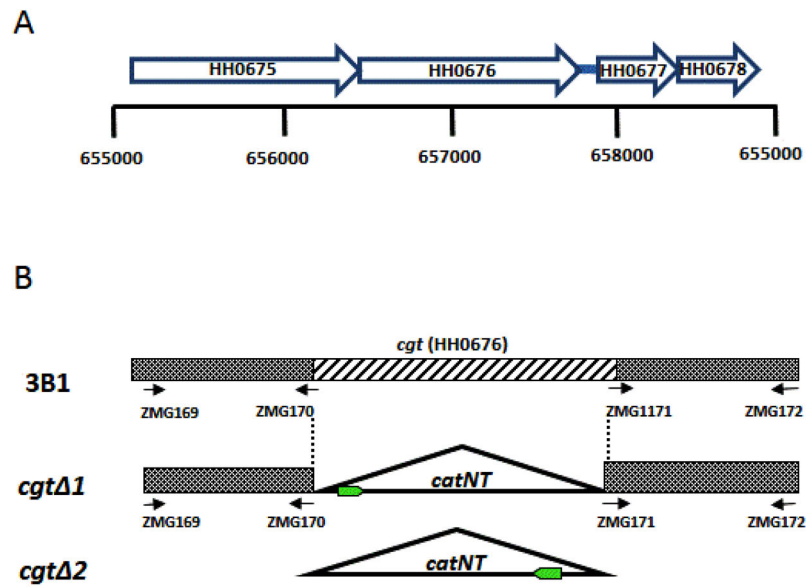 A
HH0675 HH0676 HH0677 HH0678
655000 656000 657000 658000 655000
B
cgt (HH0676)
3B1
ZMG169 ZMG170 ZMG1171 ZMG172
cgtΔ1 catNT
ZMG169 ZMG170 ZMG171 ZMG172
cgtΔ2 catNT